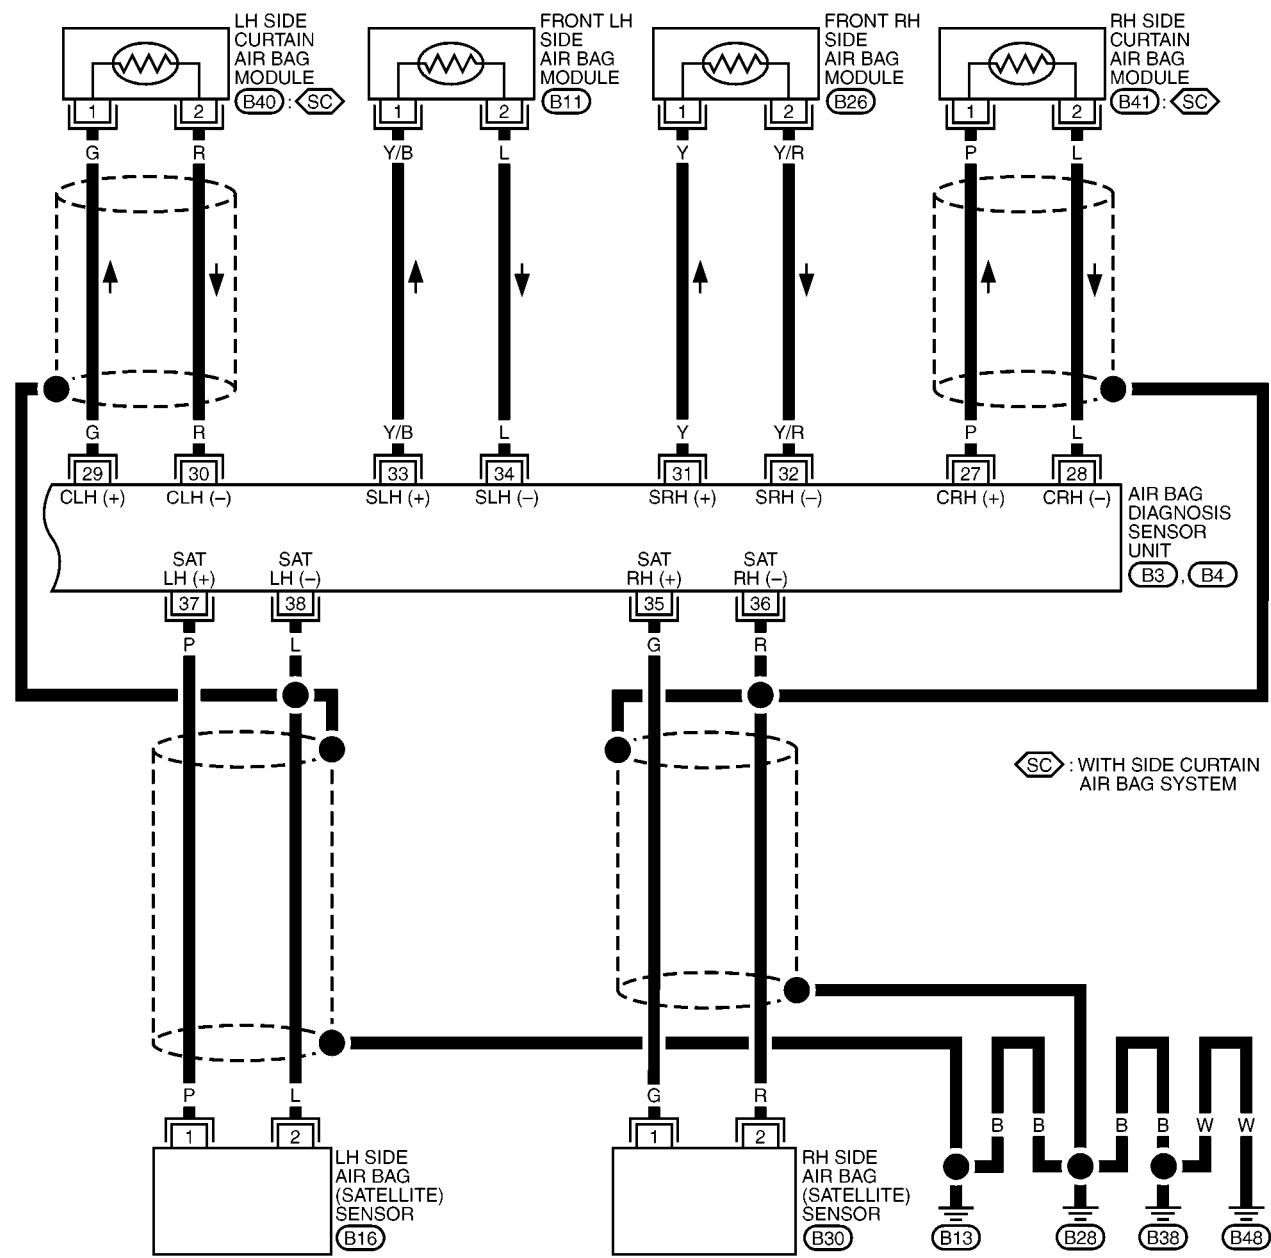 LH SIDE
CURTAIN
AIR BAG
MODULE
B40 : SC
1 2
FRONT LH
SIDE
AIR BAG
MODULE
B11
1 2
FRONT RH
SIDE
AIR BAG
MODULE
B26
1 2
RH SIDE
CURTAIN
AIR BAG
MODULE
B41 : SC
1 2
G R Y/B L Y Y/R P L
G R Y/B L Y Y/R P L
29 30 33 34 31 32 27 28
CLH (+) CLH (–) SLH (+) SLH (–) SRH (+) SRH (–) CRH (+) CRH (–)
AIR BAG
DIAGNOSIS
SENSOR
UNIT
B3 , B4
SAT SAT SAT SAT
LH (+) LH (–) RH (+) RH (–)
37 38 35 36
P L G R
SC : WITH SIDE CURTAIN
AIR BAG SYSTEM
P L G R
B B B B W W
1 2
LH SIDE
AIR BAG
(SATELLITE)
SENSOR
B16
1 2
RH SIDE
AIR BAG
(SATELLITE)
SENSOR
B30
B13 B28 B38 B48